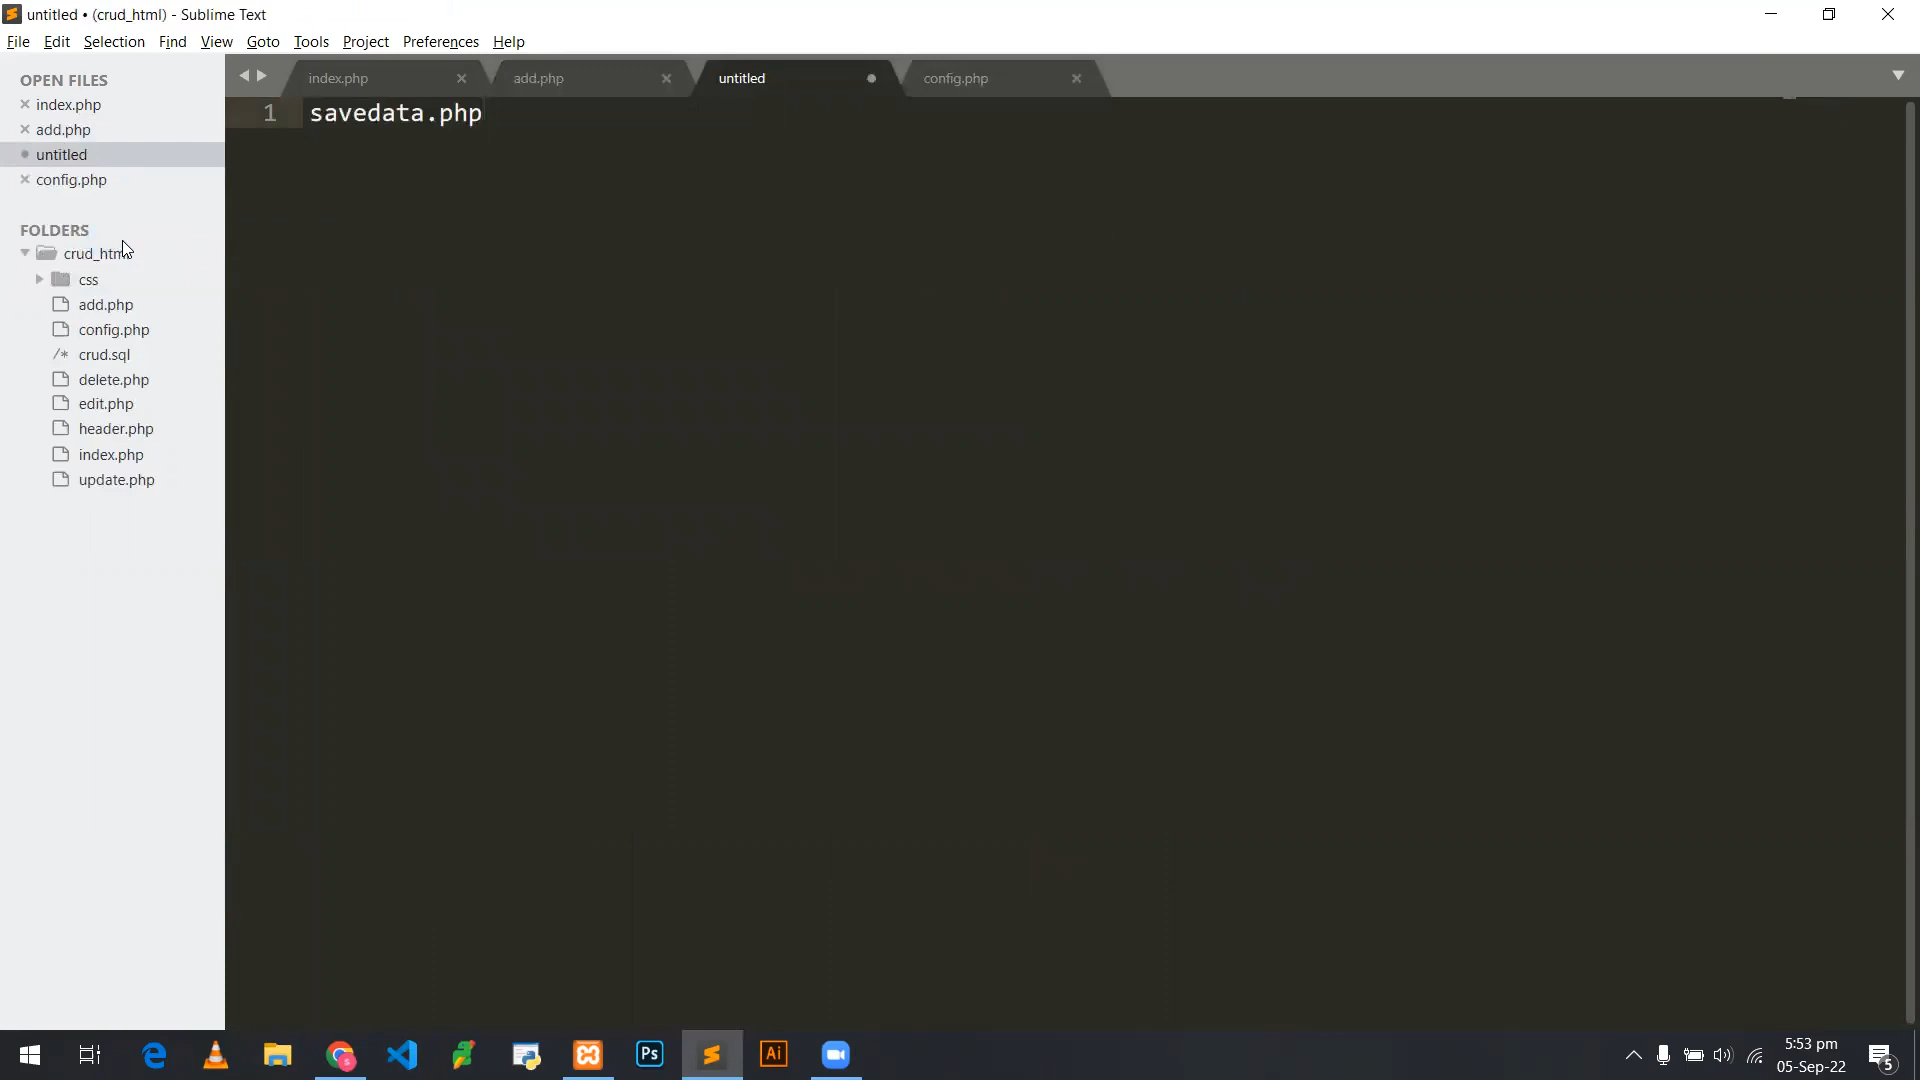 untitled • (crud_html) - Sublime Text
File Edit Selection Find View Goto Tools Project Preferences Help
OPEN FILES
index.php
add.php
untitled
config.php
FOLDERS
crud_html
css
add.php
config.php
/* crud.sql
delete.php
edit.php
header.php
index.php
update.php
index.php add.php untitled config.php
1 savedata.php
Ps Ai
5:53 pm
05-Sep-22
5